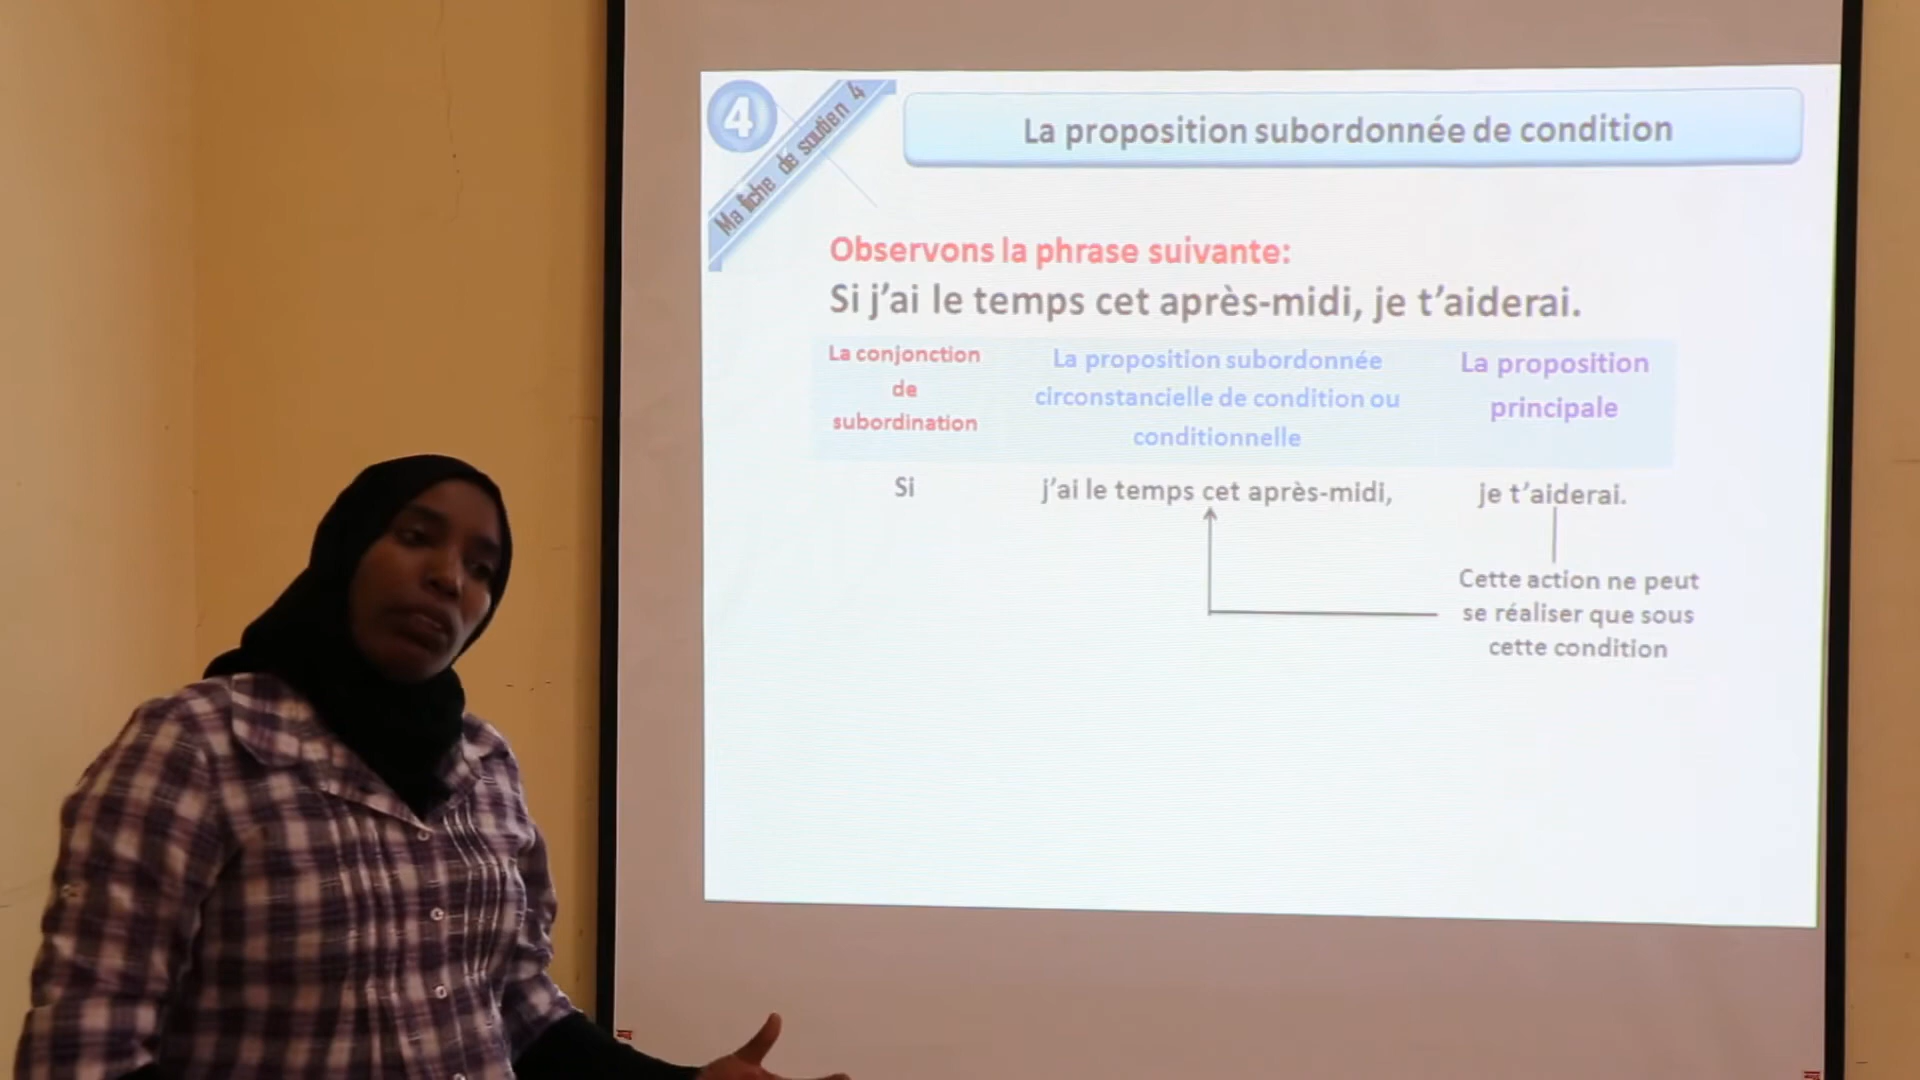 4
Ma fiche de soutien 4
La proposition subordonnée de condition
Observons la phrase suivante:
Si j'ai le temps cet après-midi, je t'aiderai.
La conjonction
de
subordination
La proposition subordonnée
circonstancielle de condition ou
conditionnelle
La proposition
principale
Si
j'ai le temps cet après-midi,
je t'aiderai.
Cette action ne peut
se réaliser que sous
cette condition